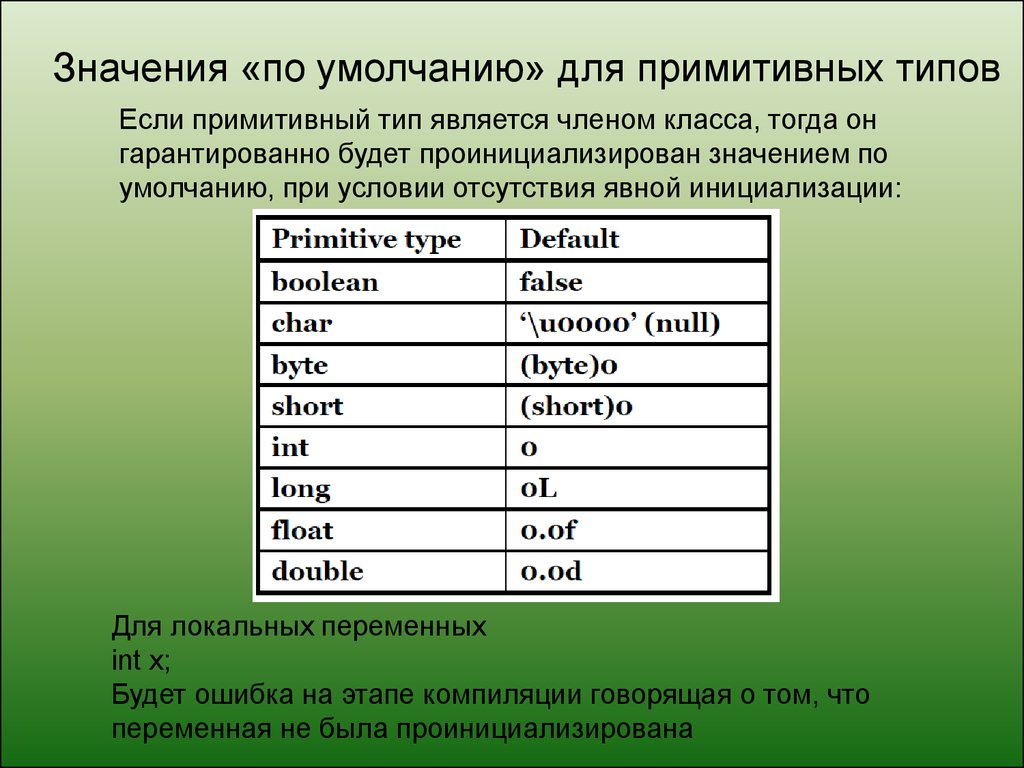 Значения «по умолчанию» для примитивных типов
Если примитивный тип является членом класса, тогда он
гарантированно будет проинициализирован значением по
умолчанию, при условии отсутствия явной инициализации:
Primitive type Default
boolean false
char ‘\u0000’ (null)
byte (byte)0
short (short)0
int 0
long 0L
float 0.0f
double 0.0d
Для локальных переменных
int x;
Будет ошибка на этапе компиляции говорящая о том, что
переменная не была проинициализирована